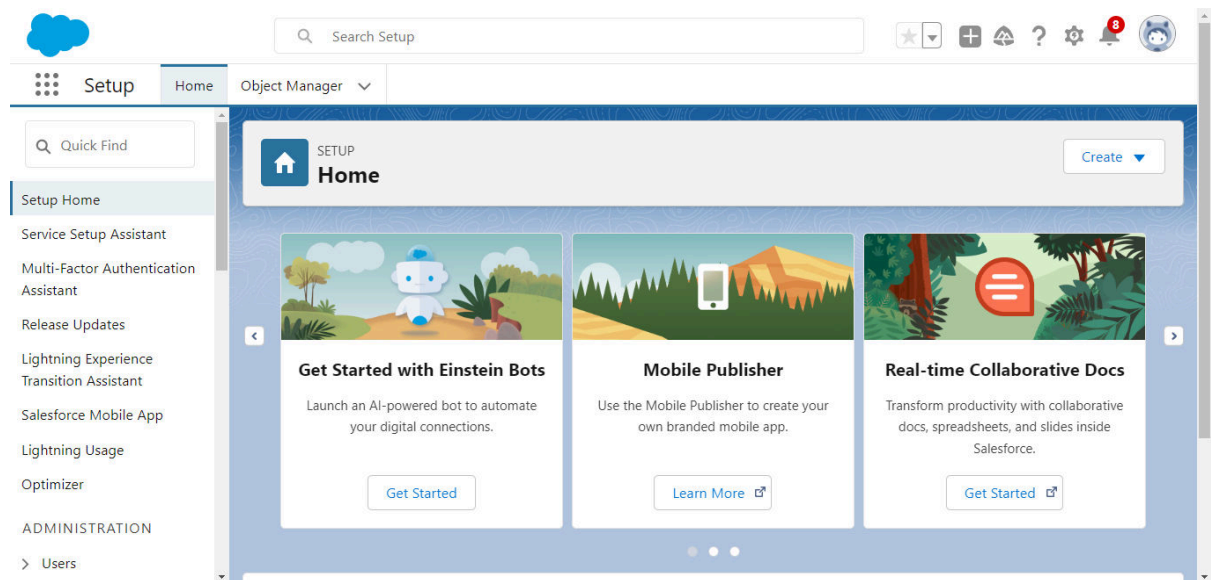 Search Setup
8
Setup
Home
Object Manager
Quick Find
Setup Home
Service Setup Assistant
Multi-Factor Authentication
Assistant
Release Updates
Lightning Experience
Transition Assistant
Salesforce Mobile App
Lightning Usage
Optimizer
ADMINISTRATION
Users
SETUP
Home
Create
Get Started with Einstein Bots
Launch an AI-powered bot to automate
your digital connections.
Get Started
Mobile Publisher
Use the Mobile Publisher to create your
own branded mobile app.
Learn More
Real-time Collaborative Docs
Transform productivity with collaborative
docs, spreadsheets, and slides inside
Salesforce.
Get Started